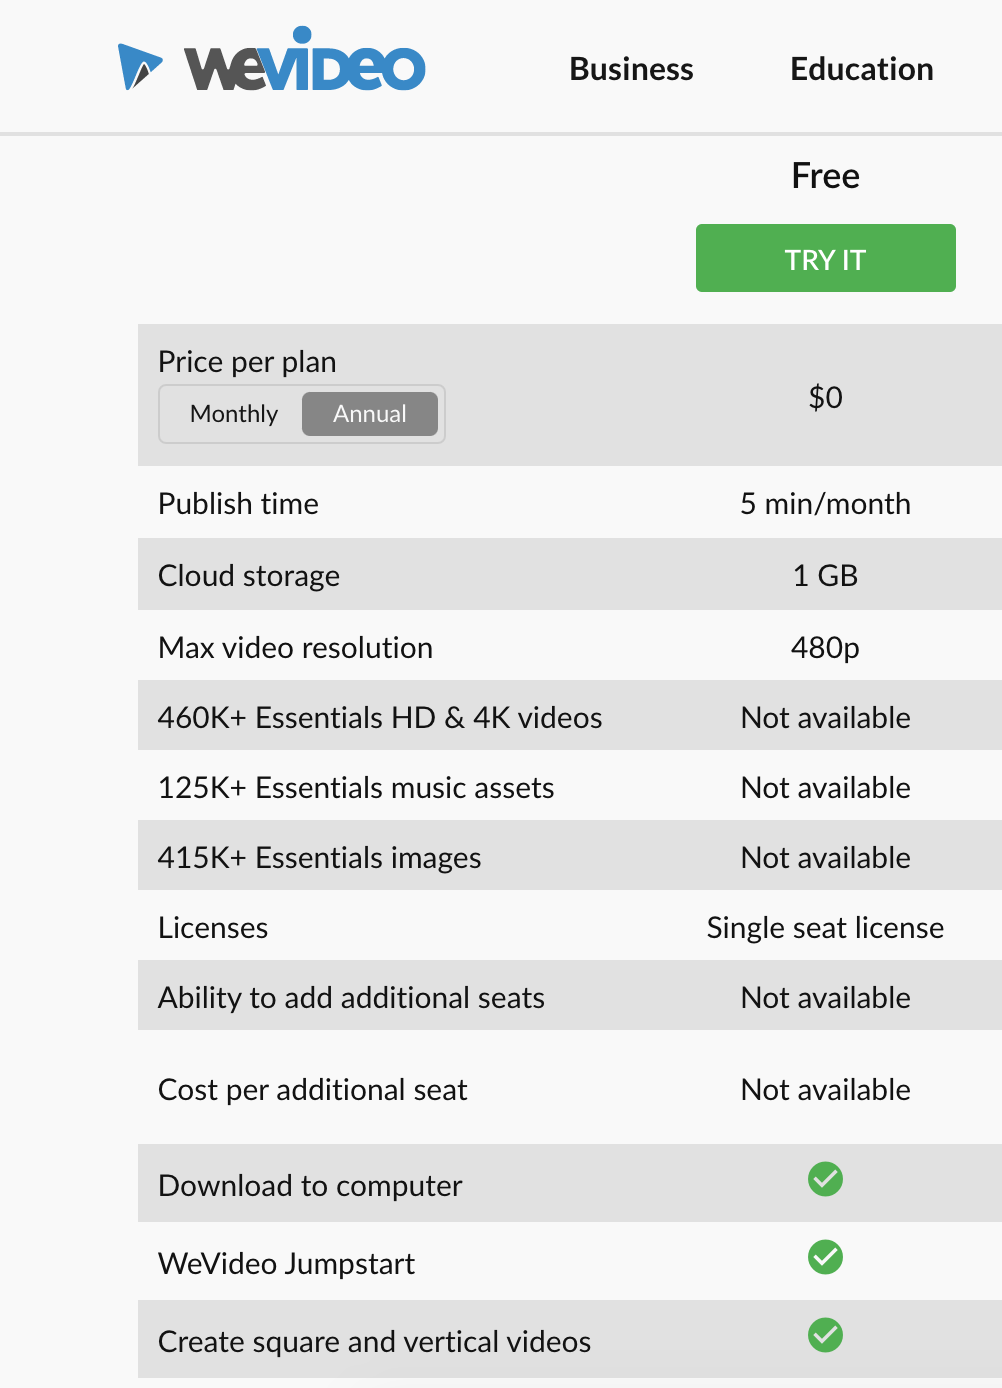 WEVIDEO
Business
Education
Free
TRY IT
Price per plan
Monthly
Annual
$0
Publish time
5 min/month
Cloud storage
1 GB
Max video resolution
480p
460K+ Essentials HD & 4K videos
Not available
125K+ Essentials music assets
Not available
415K+ Essentials images
Not available
Licenses
Single seat license
Ability to add additional seats
Not available
Cost per additional seat
Not available
Download to computer
WeVideo Jumpstart
Create square and vertical videos